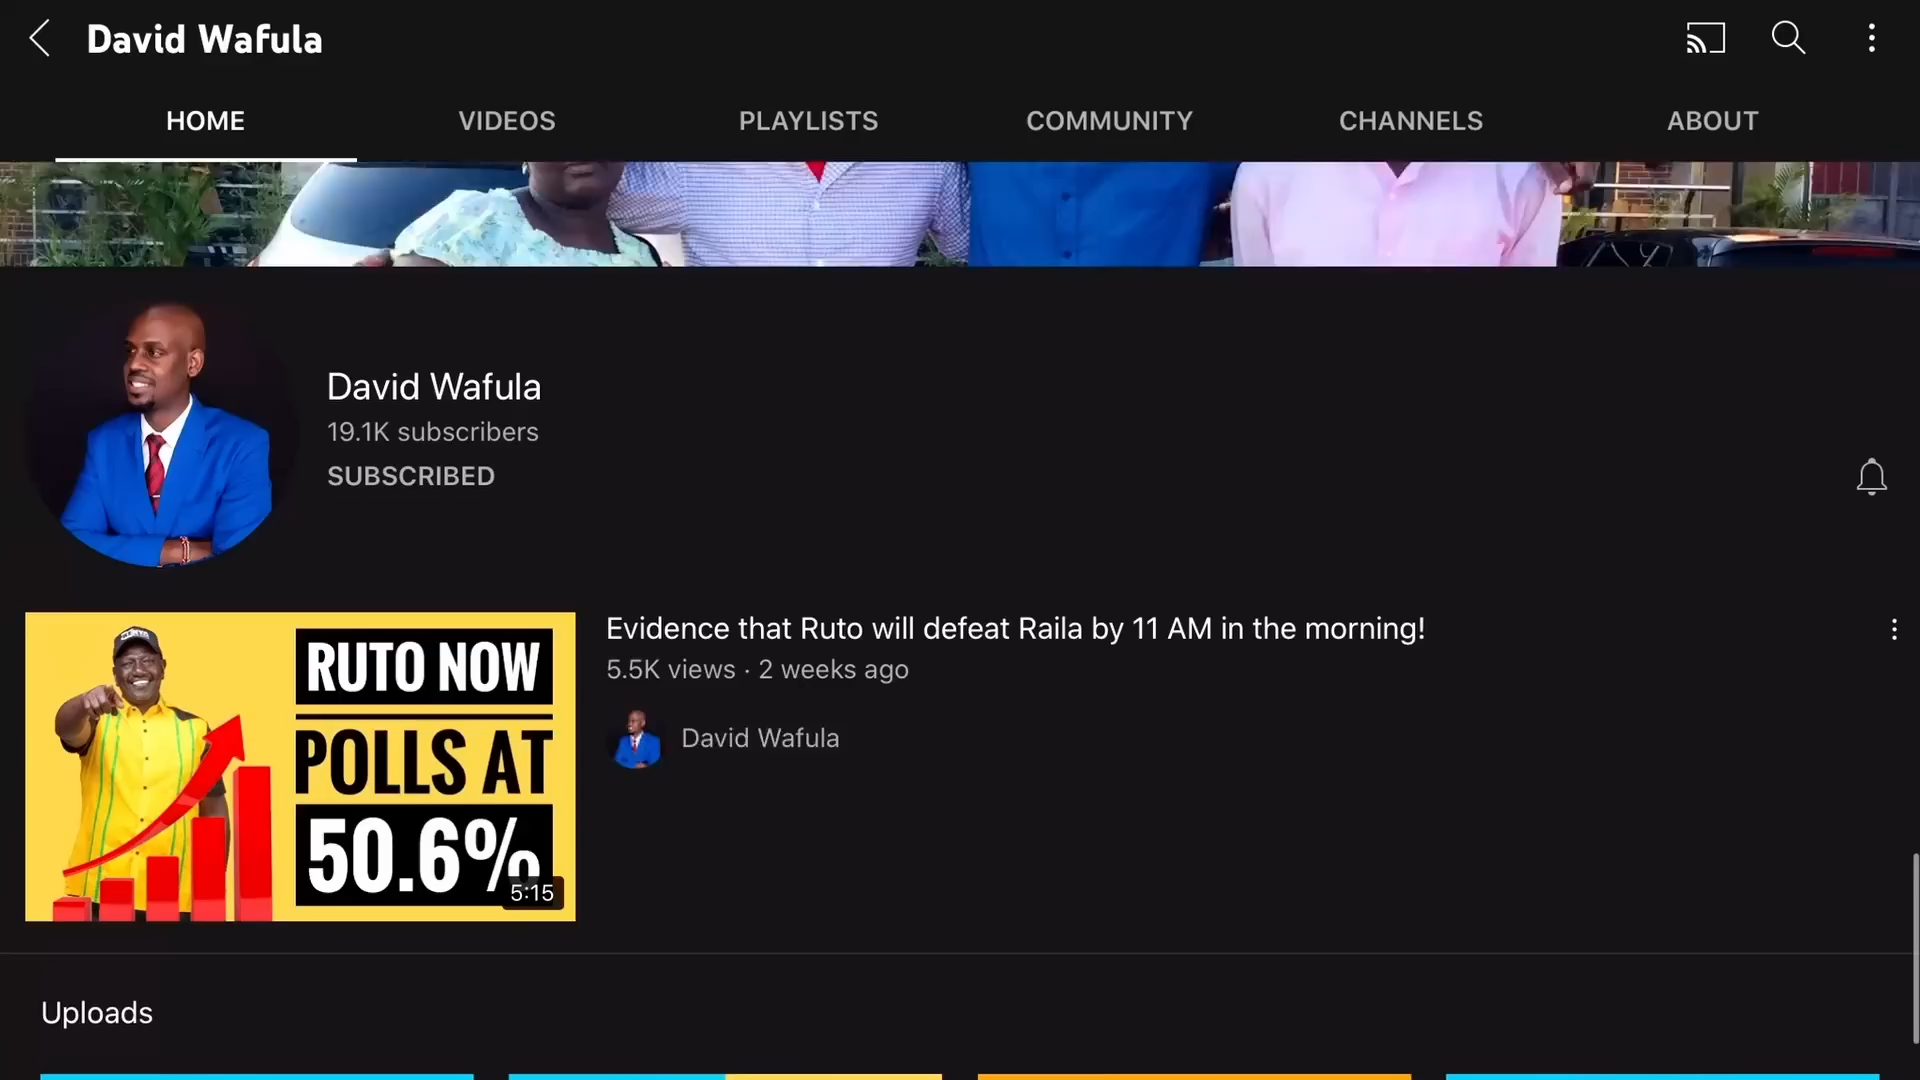 David Wafula
HOME VIDEOS PLAYLISTS COMMUNITY CHANNELS ABOUT
David Wafula
19.1K subscribers
SUBSCRIBED
RUTO NOW
POLLS AT
50.6%
5:15
Evidence that Ruto will defeat Raila by 11 AM in the morning!
5.5K views · 2 weeks ago
David Wafula
Uploads